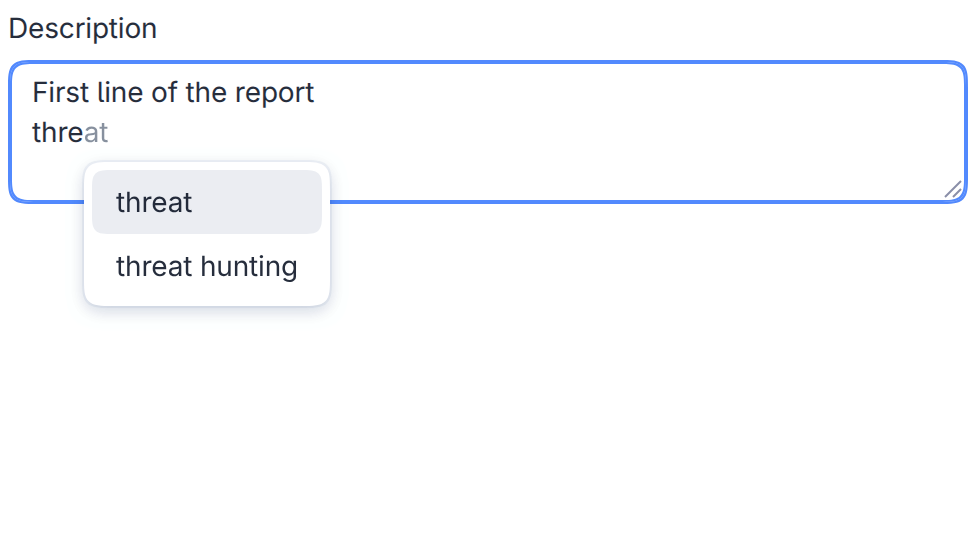 Description
First line of the report
threat
threat
threat hunting